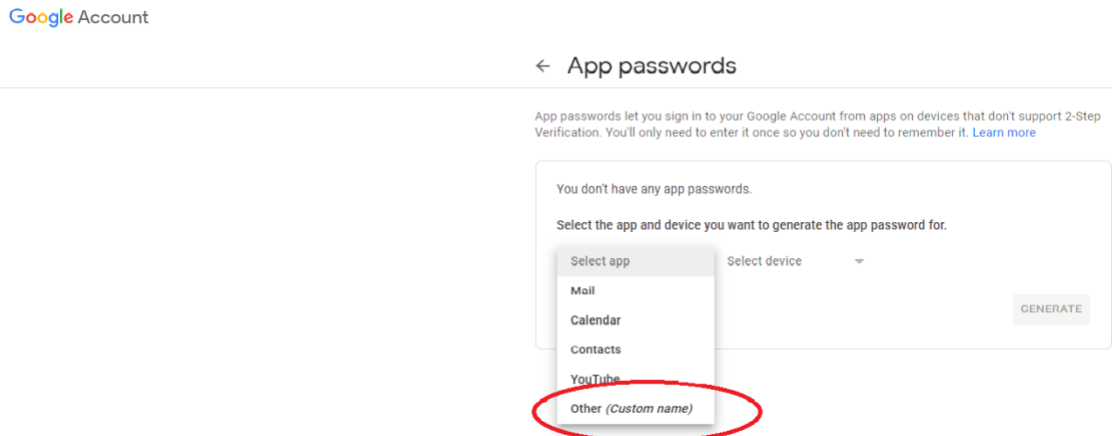 Google Account
← App passwords
App passwords let you sign in to your Google Account from apps on devices that don't support 2-Step
Verification. You'll only need to enter it once so you don't need to remember it. Learn more
You don't have any app passwords.
Select the app and device you want to generate the app password for.
Select app Select device
Mail
GENERATE
Calendar
Contacts
YouTube
Other (Custom name)